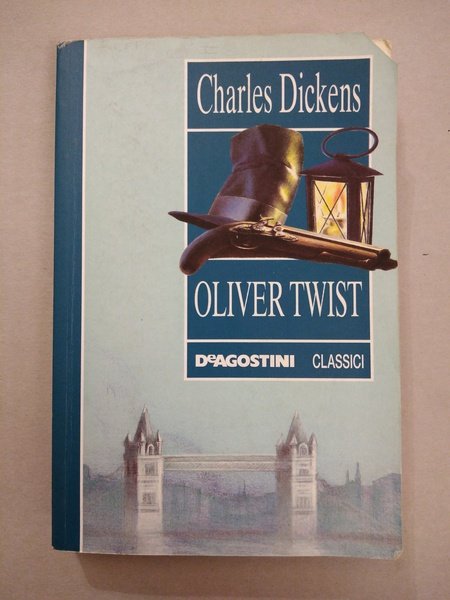 Charles Dickens
OLIVER TWIST
DeAGOSTINI CLASSICI